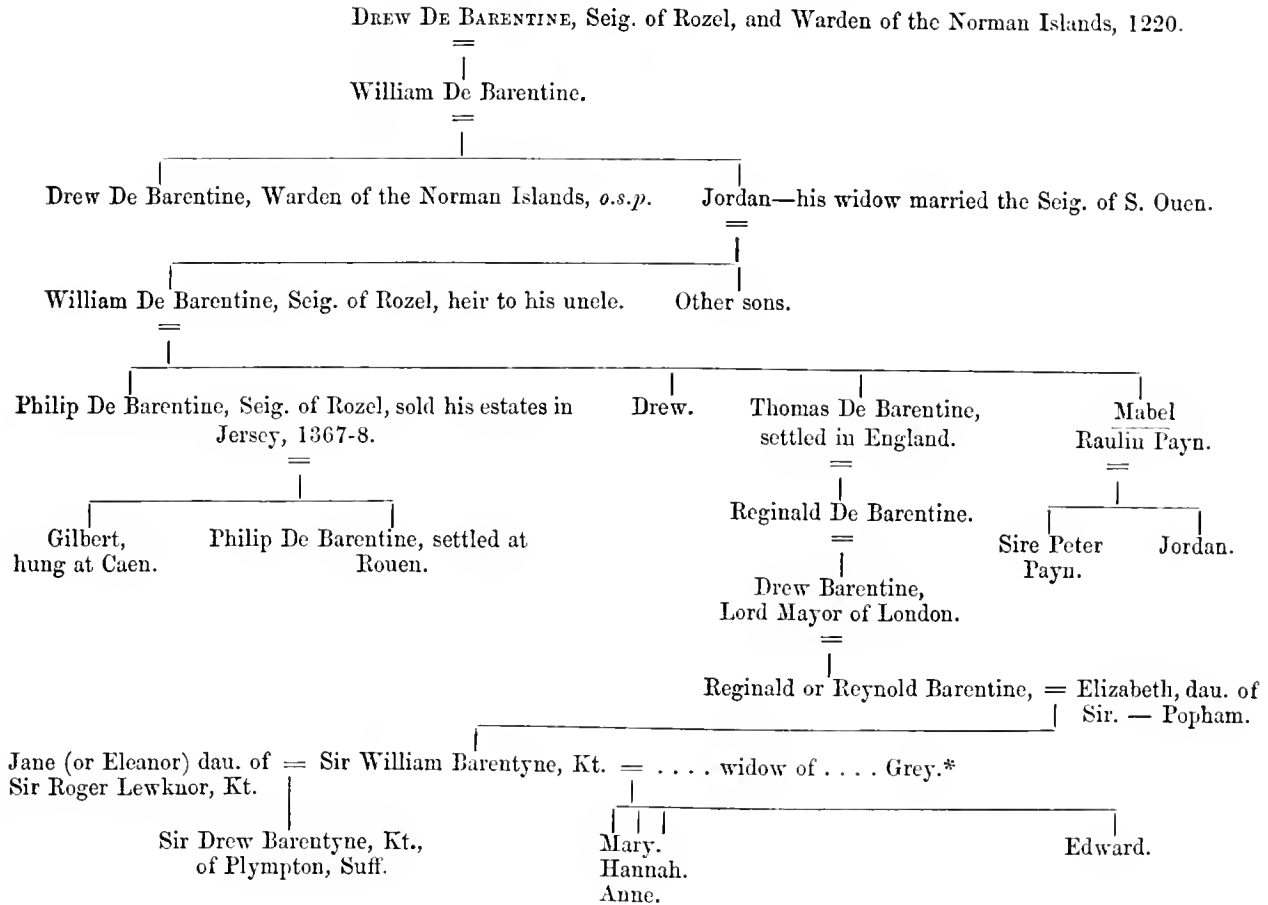 DREW DE BARENTINE, Seig. of Rozel, and Warden of the Norman Islands, 1220.
=
William De Barentine.
=
Drew De Barentine, Warden of the Norman Islands, o.s.p.
Jordan—his widow married the Seig. of S. Ouen.
=
William De Barentine, Seig. of Rozel, heir to his uncle.
Other sons.
=
Philip De Barentine, Seig. of Rozel, sold his estates in
Jersey, 1367-8.
=
Drew.
Thomas De Barentine,
settled in England.
=
Mabel
Raulin Payn.
=
Gilbert,
hung at Caen.
Philip De Barentine, settled at
Rouen.
Reginald De Barentine.
=
Sire Peter
Payn.
Jordan.
Drew Barentine,
Lord Mayor of London.
=
Reginald or Reynold Barentine, = Elizabeth, dau. of
Sir. — Popham.
Jane (or Eleanor) dau. of = Sir William Barentyne, Kt. = . . . . widow of . . . . Grey.*
Sir Roger Lewknor, Kt.
Sir Drew Barentyne, Kt.,
of Plympton, Suff.
Mary.
Hannah.
Anne.
Edward.